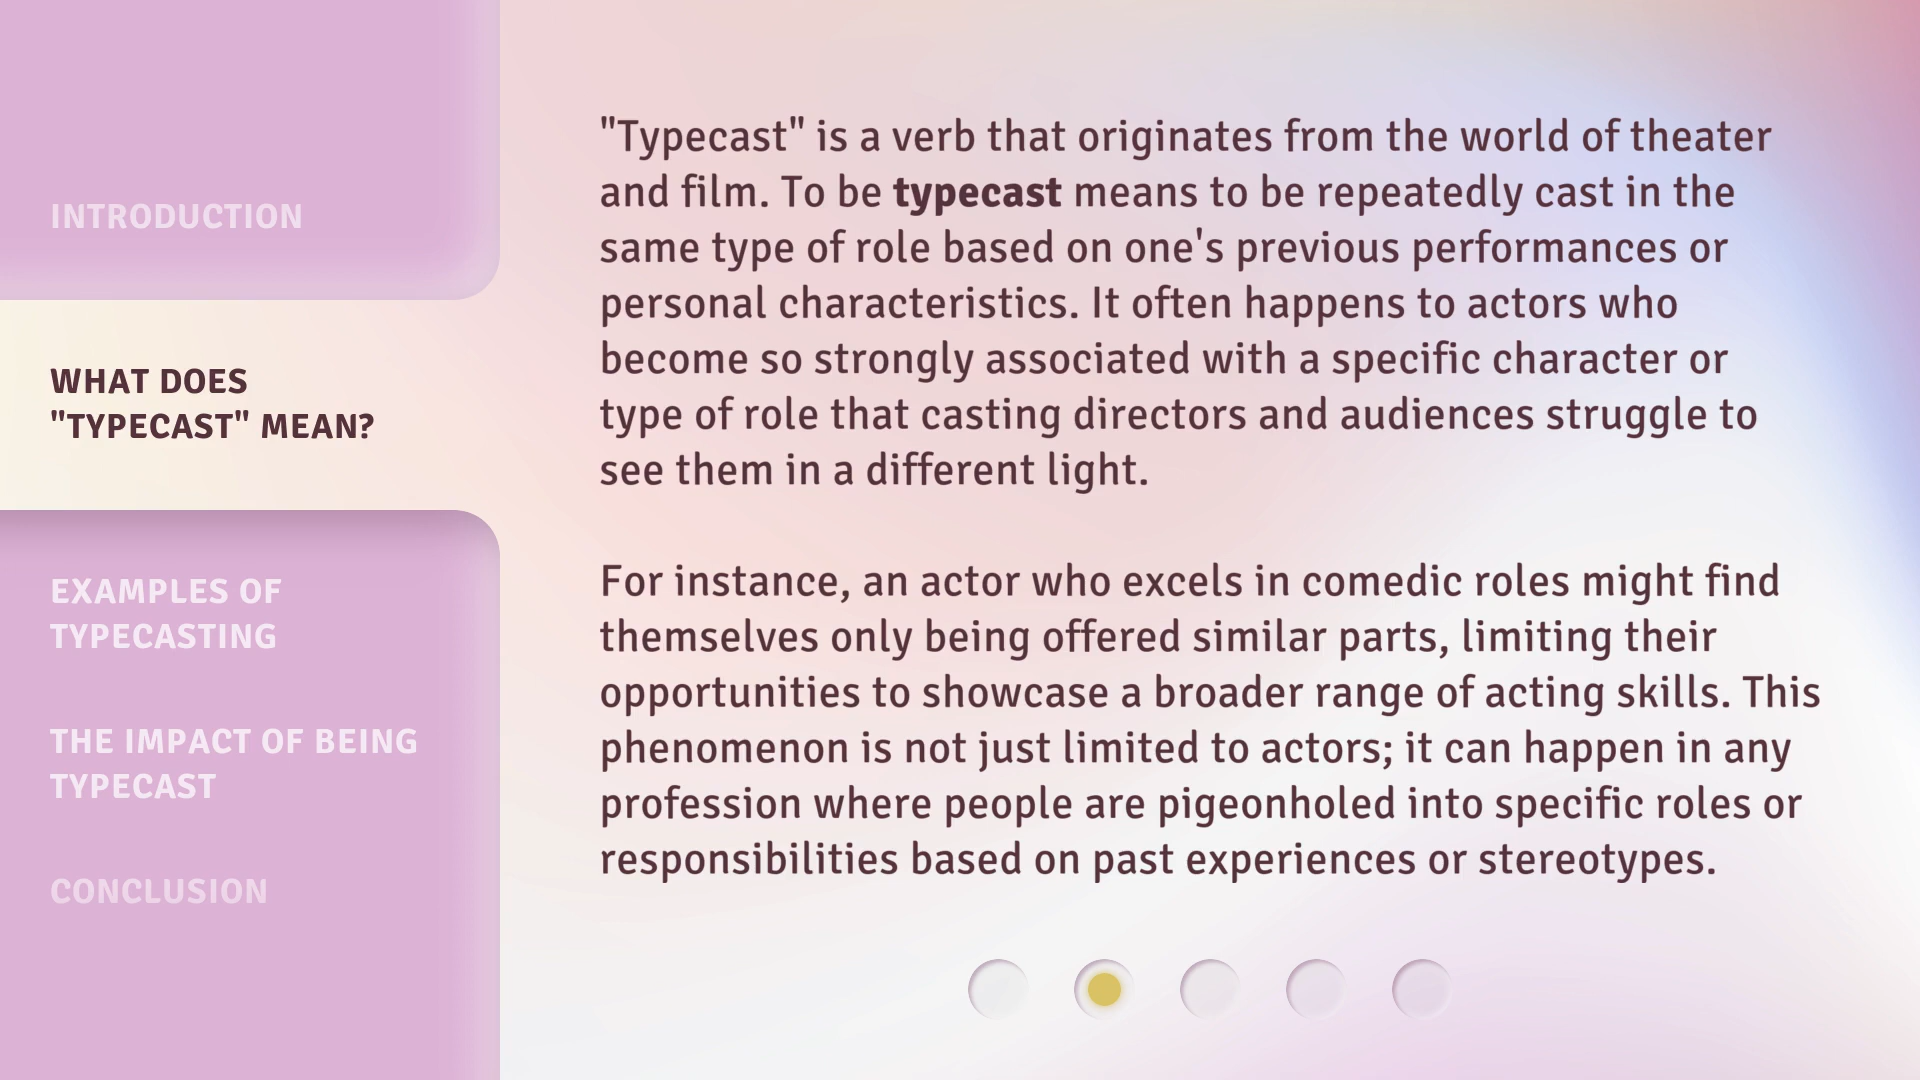 INTRODUCTION
WHAT DOES
"TYPECAST" MEAN?
EXAMPLES OF
TYPECASTING
THE IMPACT OF BEING
TYPECAST
CONCLUSION
"Typecast" is a verb that originates from the world of theater
and film. To be typecast means to be repeatedly cast in the
same type of role based on one's previous performances or
personal characteristics. It often happens to actors who
become so strongly associated with a specific character or
type of role that casting directors and audiences struggle to
see them in a different light.
For instance, an actor who excels in comedic roles might find
themselves only being offered similar parts, limiting their
opportunities to showcase a broader range of acting skills. This
phenomenon is not just limited to actors; it can happen in any
profession where people are pigeonholed into specific roles or
responsibilities based on past experiences or stereotypes.